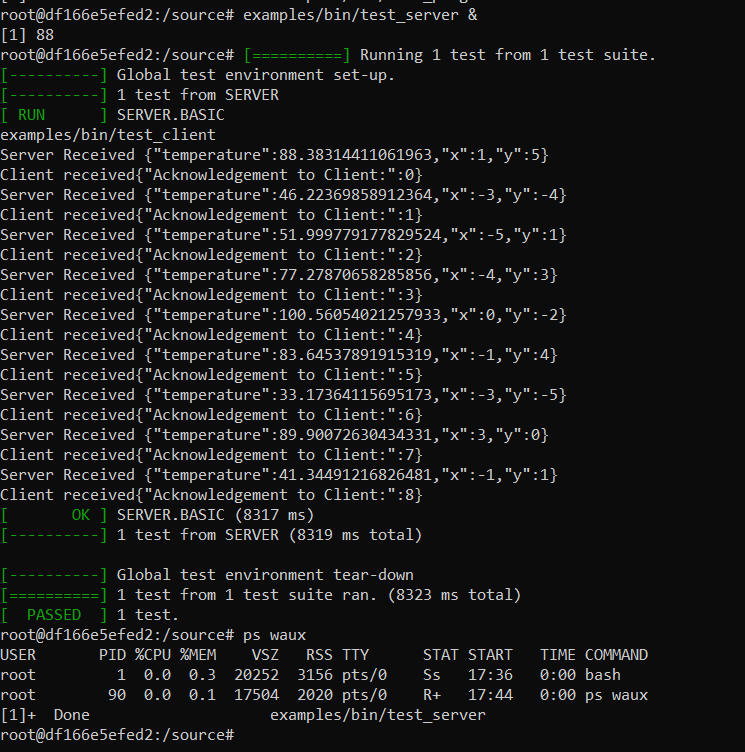 root@df166e5efed2:/source# examples/bin/test_server &
[1] 88
root@df166e5efed2:/source# [==========] Running 1 test from 1 test suite.
[----------] Global test environment set-up.
[----------] 1 test from SERVER
[ RUN      ] SERVER.BASIC
examples/bin/test_client
Server Received {"temperature":88.38314411061963,"x":1,"y":5}
Client received{"Acknowledgement to Client:":0}
Server Received {"temperature":46.22369858912364,"x":-3,"y":-4}
Client received{"Acknowledgement to Client:":1}
Server Received {"temperature":51.999779177829524,"x":-5,"y":1}
Client received{"Acknowledgement to Client:":2}
Server Received {"temperature":77.27870658285856,"x":-4,"y":3}
Client received{"Acknowledgement to Client:":3}
Server Received {"temperature":100.56054021257933,"x":0,"y":-2}
Client received{"Acknowledgement to Client:":4}
Server Received {"temperature":83.64537891915319,"x":-1,"y":4}
Client received{"Acknowledgement to Client:":5}
Server Received {"temperature":33.17364115695173,"x":-3,"y":-5}
Client received{"Acknowledgement to Client:":6}
Server Received {"temperature":89.90072630434331,"x":3,"y":0}
Client received{"Acknowledgement to Client:":7}
Server Received {"temperature":41.34491216826481,"x":-1,"y":1}
Client received{"Acknowledgement to Client:":8}
[       OK ] SERVER.BASIC (8317 ms)
[----------] 1 test from SERVER (8319 ms total)

[----------] Global test environment tear-down
[==========] 1 test from 1 test suite ran. (8323 ms total)
[  PASSED  ] 1 test.
root@df166e5efed2:/source# ps waux
USER       PID %CPU %MEM    VSZ   RSS TTY      STAT START   TIME COMMAND
root         1  0.0  0.3  20252  3156 pts/0    Ss   17:36   0:00 bash
root        90  0.0  0.1  17504  2020 pts/0    R+   17:44   0:00 ps waux
[1]+  Done                    examples/bin/test_server
root@df166e5efed2:/source#